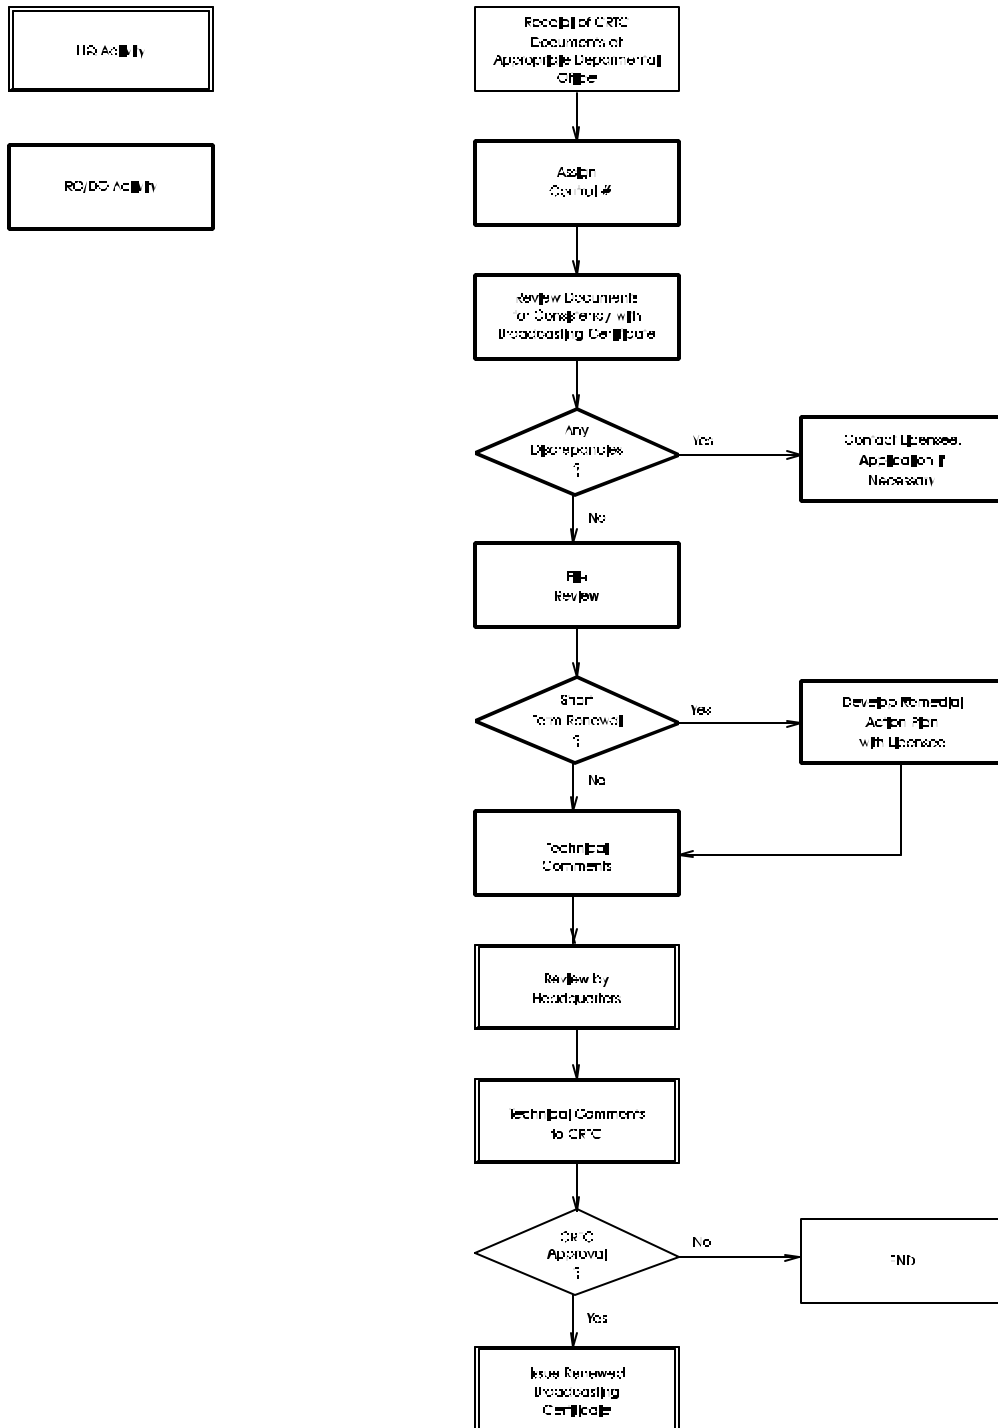 HQ Activity
RO/DO Activity
Receipt of CRTC
Documents at
Appropriate Departmental
Office
Assign
Control #
Review Documents
for Consistency with
Broadcasting Certificate
Any
Discrepancies
?
Yes
Contact Licensee.
Application if
Necessary
No
File
Review
Short
Term Renewal
?
Yes
Develop Remedial
Action Plan
with Licensee
No
Technical
Comments
Review by
Headquarters
Technical Comments
to CRTC
CRTC
Approval
?
No
END
Yes
Issue Renewed
Broadcasting
Certificate